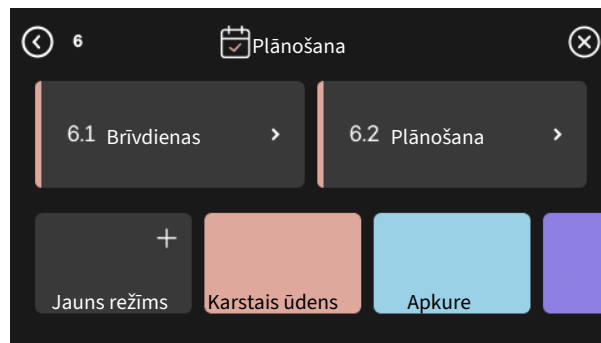 6 Plānošana
6.1 Brīvdienas
6.2 Plānošana
Jauns režīms
Karstais ūdens
Apkure